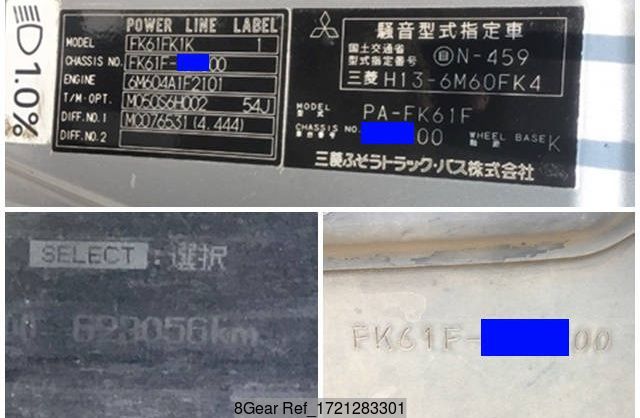 1.0%
POWER LINE LABEL
MODEL FK61FK1K 1
CHASSIS NO. FK61F- 00
ENGINE 6M604A1F2101
T/M·OPT. M050S6H002 54J
DIFF.NO.1 MC076531 (4.444)
DIFF.NO.2
騒音型式指定車
国土交通省
型式指定番号 自N-459
三菱 H13-6M60FK4
MODEL
型式 PA-FK61F
CHASSIS NO.
車台番号 00 WHEEL BASE
軸距 K
三菱ふそうトラック・バス株式会社
SELECT :選択
km
FK61F- 00
8Gear Ref_1721283301